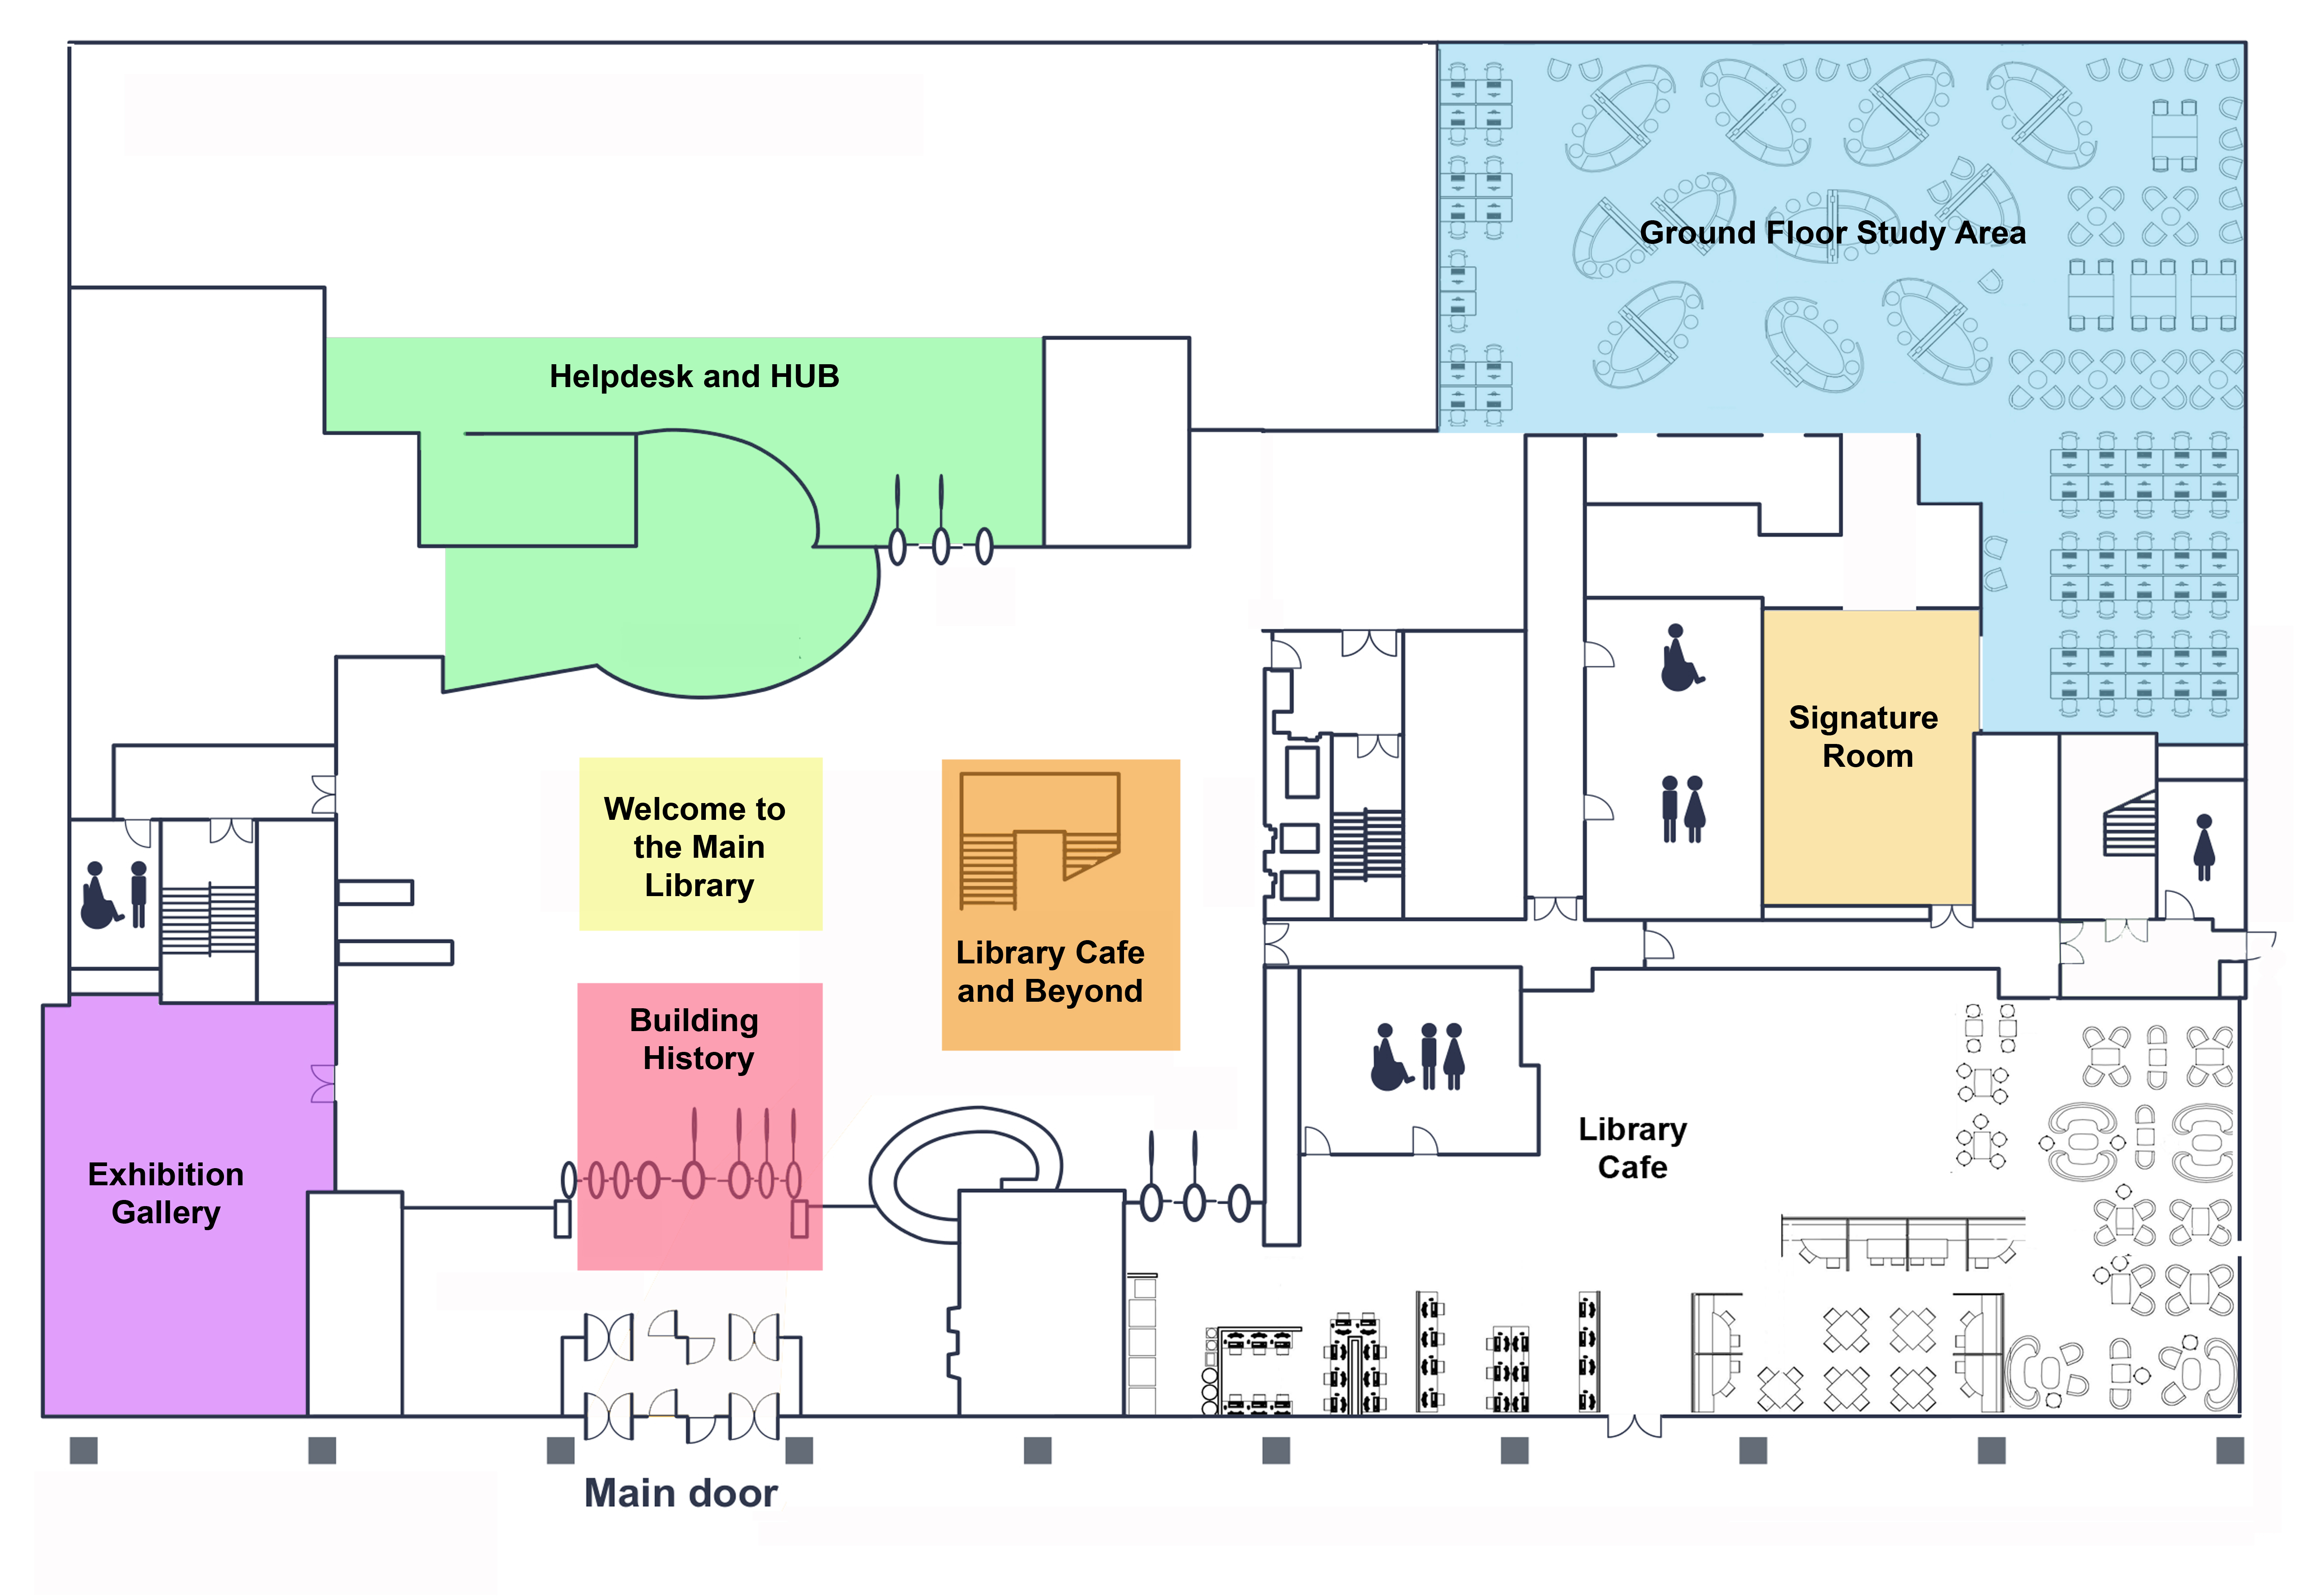 Ground Floor Study Area
Helpdesk and HUB
Signature
Room
Welcome to
the Main
Library
Library Cafe
and Beyond
Building
History
Library
Cafe
Exhibition
Gallery
Main door